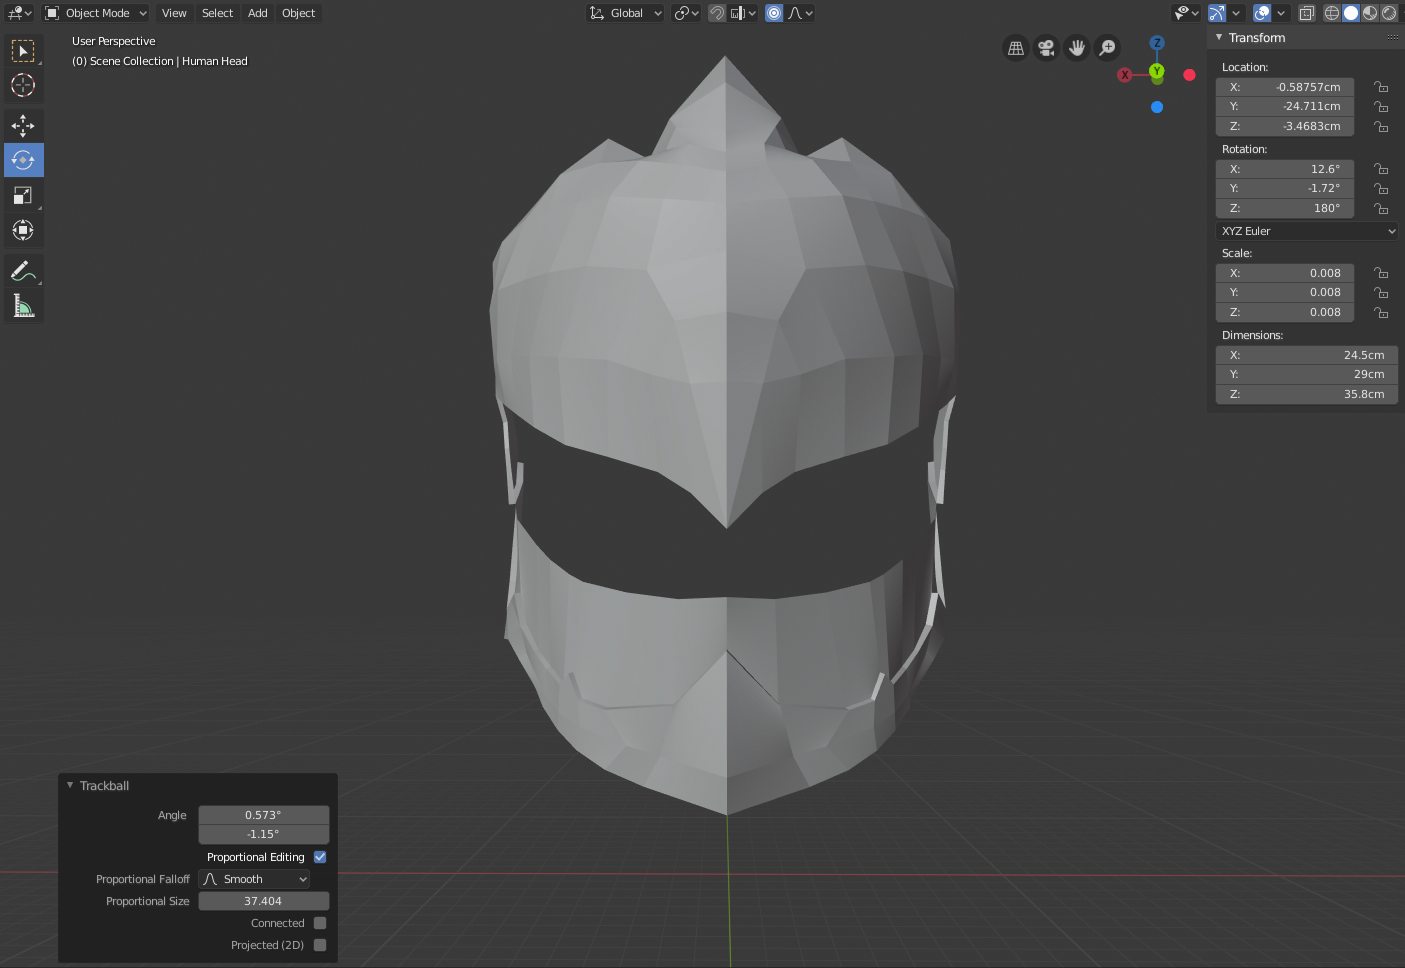 Object Mode View Select Add Object Global
User Perspective
(0) Scene Collection | Human Head
Z
X Y
Transform
Location:
X: -0.58757cm
Y: -24.711cm
Z: -3.4683cm
Rotation:
X: 12.6°
Y: -1.72°
Z: 180°
XYZ Euler
Scale:
X: 0.008
Y: 0.008
Z: 0.008
Dimensions:
X: 24.5cm
Y: 29cm
Z: 35.8cm
Trackball
Angle 0.573°
-1.15°
Proportional Editing
Proportional Falloff Smooth
Proportional Size 37.404
Connected
Projected (2D)